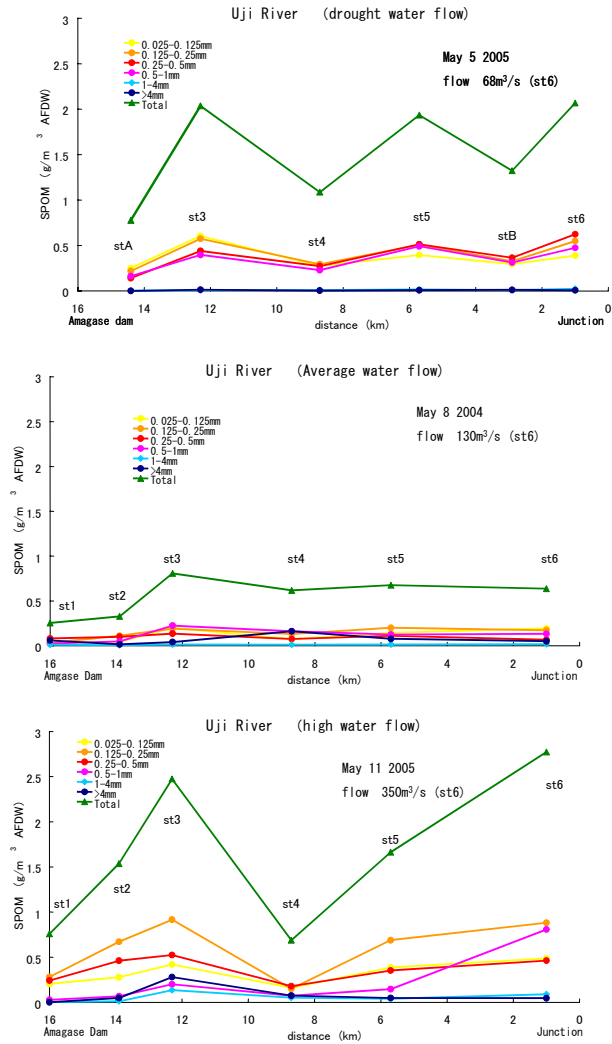 Uji River (drought water flow)
SPOM (g/m 3 AFDW)
3
2.5
2
1.5
1
0.5
0
0.025-0.125mm
0.125-0.25mm
0.25-0.5mm
0.5-1mm
1-4mm
>4mm
Total
May 5 2005
flow 68m³/s (st6)
stA
st3
st4
st5
stB
st6
16 14 12 10 8 6 4 2 0
Amagase dam
distance (km)
Junction
Uji River (Average water flow)
SPOM (g/m 3 AFDW)
3
2.5
2
1.5
1
0.5
0
0.025-0.125mm
0.125-0.25mm
0.25-0.5mm
0.5-1mm
1-4mm
>4mm
Total
May 8 2004
flow 130m³/s (st6)
st1
st2
st3
st4
st5
st6
16 14 12 10 8 6 4 2 0
Amgase Dam
distance (km)
Junction
Uji River (high water flow)
SPOM (g/m 3 AFDW)
3
2.5
2
1.5
1
0.5
0
0.025-0.125mm
0.125-0.25mm
0.25-0.5mm
0.5-1mm
1-4mm
>4mm
Total
May 11 2005
flow 350m³/s (st6)
st1
st2
st3
st4
st5
st6
16 14 12 10 8 6 4 2 0
Amagase Dam
distance (km)
Junction